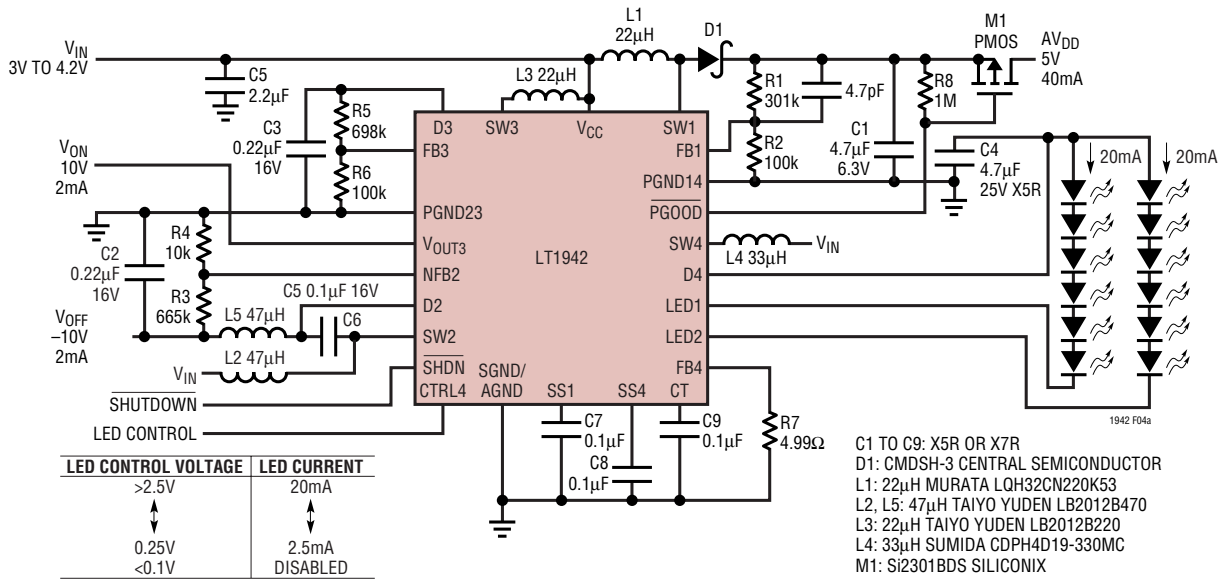 L1
22µH
D1
M1
PMOS
VIN
3V TO 4.2V
AVDD
5V
40mA
C5
2.2µF
L3 22µH
R1
301k
4.7pF
R8
1M
C3
0.22µF
16V
R5
698k
D3
SW3
VCC
SW1
FB3
FB1
R2
100k
C1
4.7µF
6.3V
C4
4.7µF
25V X5R
20mA
20mA
VON
10V
2mA
R6
100k
PGND14
PGND23
PGOOD
R4
10k
VOUT3
LT1942
SW4
L4 33µH
VIN
C2
0.22µF
16V
NFB2
D4
R3
665k
C5 0.1µF 16V
D2
LED1
VOFF
–10V
2mA
L5 47µH
C6
SW2
LED2
L2 47µH
VIN
SHDN
SGND/
AGND
FB4
SHUTDOWN
CTRL4
SS1
SS4
CT
LED CONTROL
C7
0.1µF
C8
0.1µF
C9
0.1µF
R7
4.99Ω
1942 F04a
LED CONTROL VOLTAGE LED CURRENT
>2.5V 20mA
0.25V 2.5mA
<0.1V DISABLED
C1 TO C9: X5R OR X7R
D1: CMDSH-3 CENTRAL SEMICONDUCTOR
L1: 22µH MURATA LQH32CN220K53
L2, L5: 47µH TAIYO YUDEN LB2012B470
L3: 22µH TAIYO YUDEN LB2012B220
L4: 33µH SUMIDA CDPH4D19-330MC
M1: Si2301BDS SILICONIX